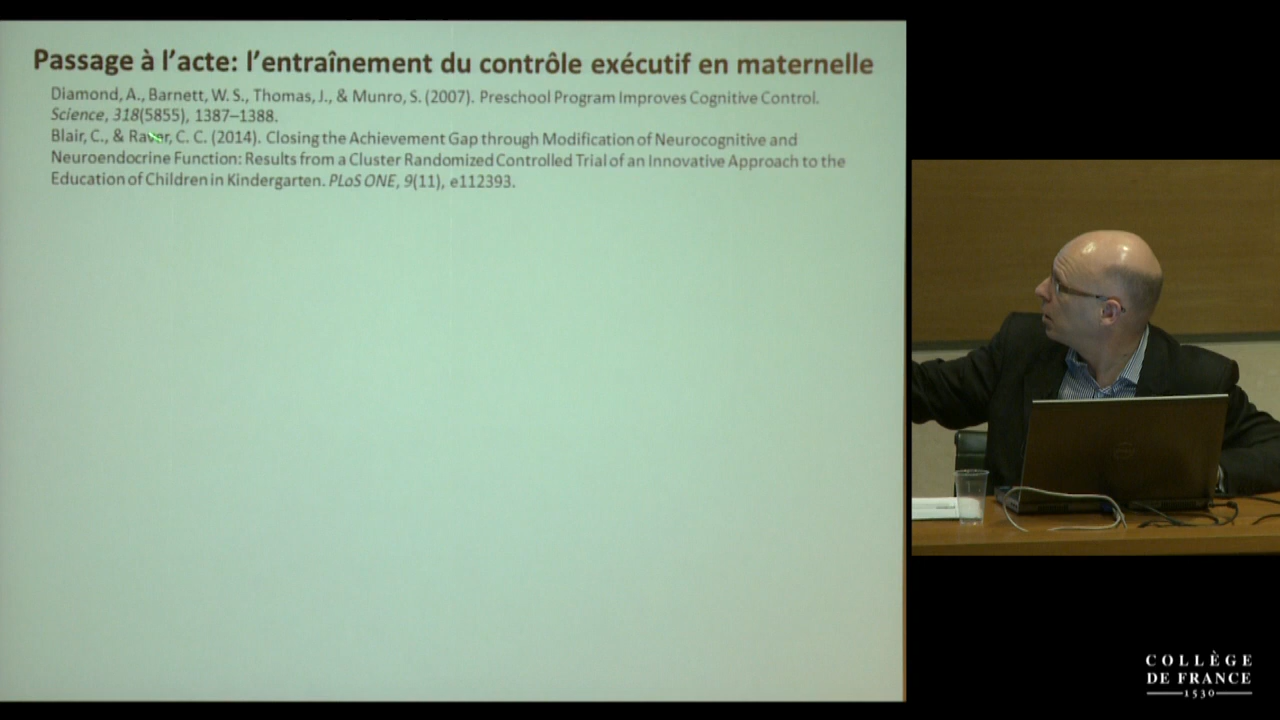 Passage à l'acte: l'entraînement du contrôle exécutif en maternelle
Diamond, A., Barnett, W. S., Thomas, J., & Munro, S. (2007). Preschool Program Improves Cognitive Control.
Science, 318(5855), 1387–1388.
Blair, C., & Raver, C. C. (2014). Closing the Achievement Gap through Modification of Neurocognitive and
Neuroendocrine Function: Results from a Cluster Randomized Controlled Trial of an Innovative Approach to the
Education of Children in Kindergarten. PLoS ONE, 9(11), e112393.
COLLÈGE
DE FRANCE
1530